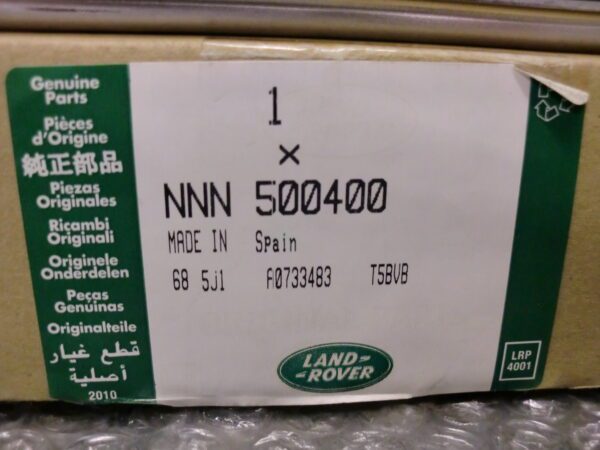 Genuine
Parts
Pièces
d'Origine
純正部品
Piezas
Originales
Ricambi
Originali
Originele
Onderdelen
Peças
Genuínas
Originalteile
قطع غيار
أصلية
2010
1
×
NNN 500400
MADE IN Spain
68 5J1 A0733483 T5BVB
LAND-
-ROVER
LRP
4001